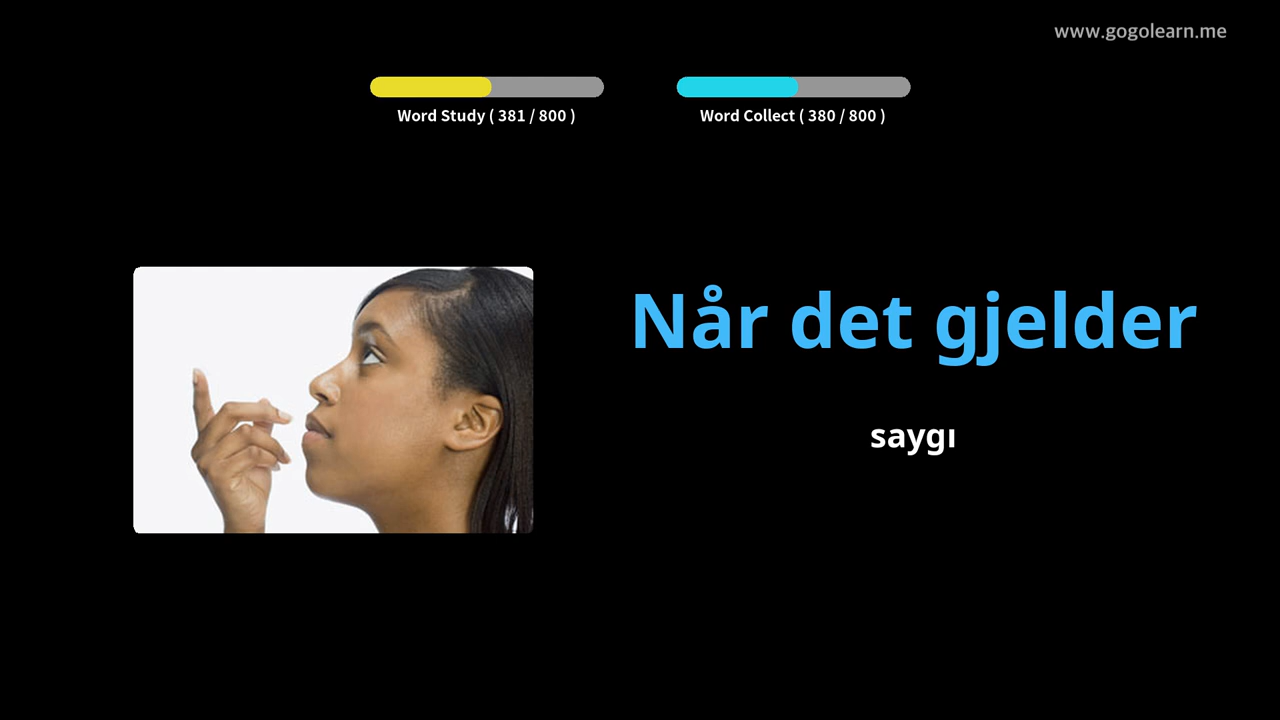 www.gogolearn.me
Word Study ( 381 / 800 )
Word Collect ( 380 / 800 )
Når det gjelder
saygı